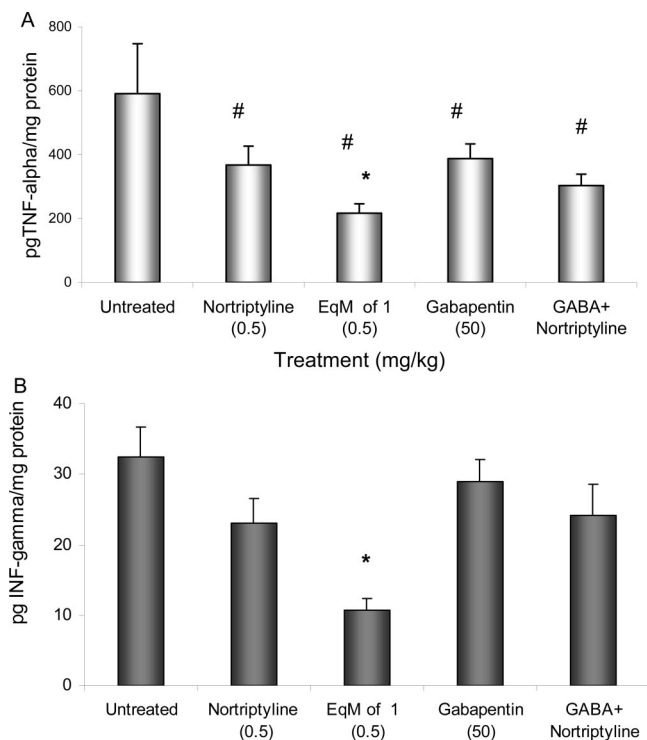 A
pgTNF-alpha/mg protein
800
600
400
200
0
#
#
#
#
*
Untreated Nortriptyline EqM of 1 Gabapentin GABA+
(0.5) (0.5) (50) Nortriptyline
Treatment (mg/kg)
B
pg INF-gamma/mg protein
40
30
20
10
0
*
Untreated Nortriptyline EqM of 1 Gabapentin GABA+
(0.5) (0.5) (50) Nortriptyline